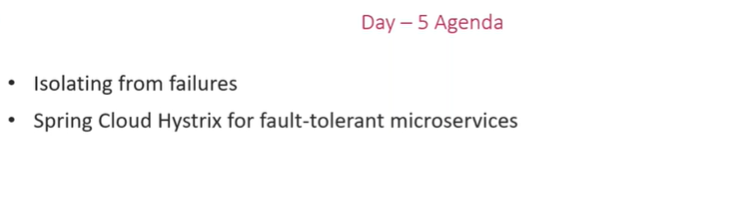 Day – 5 Agenda
• Isolating from failures
• Spring Cloud Hystrix for fault-tolerant microservices